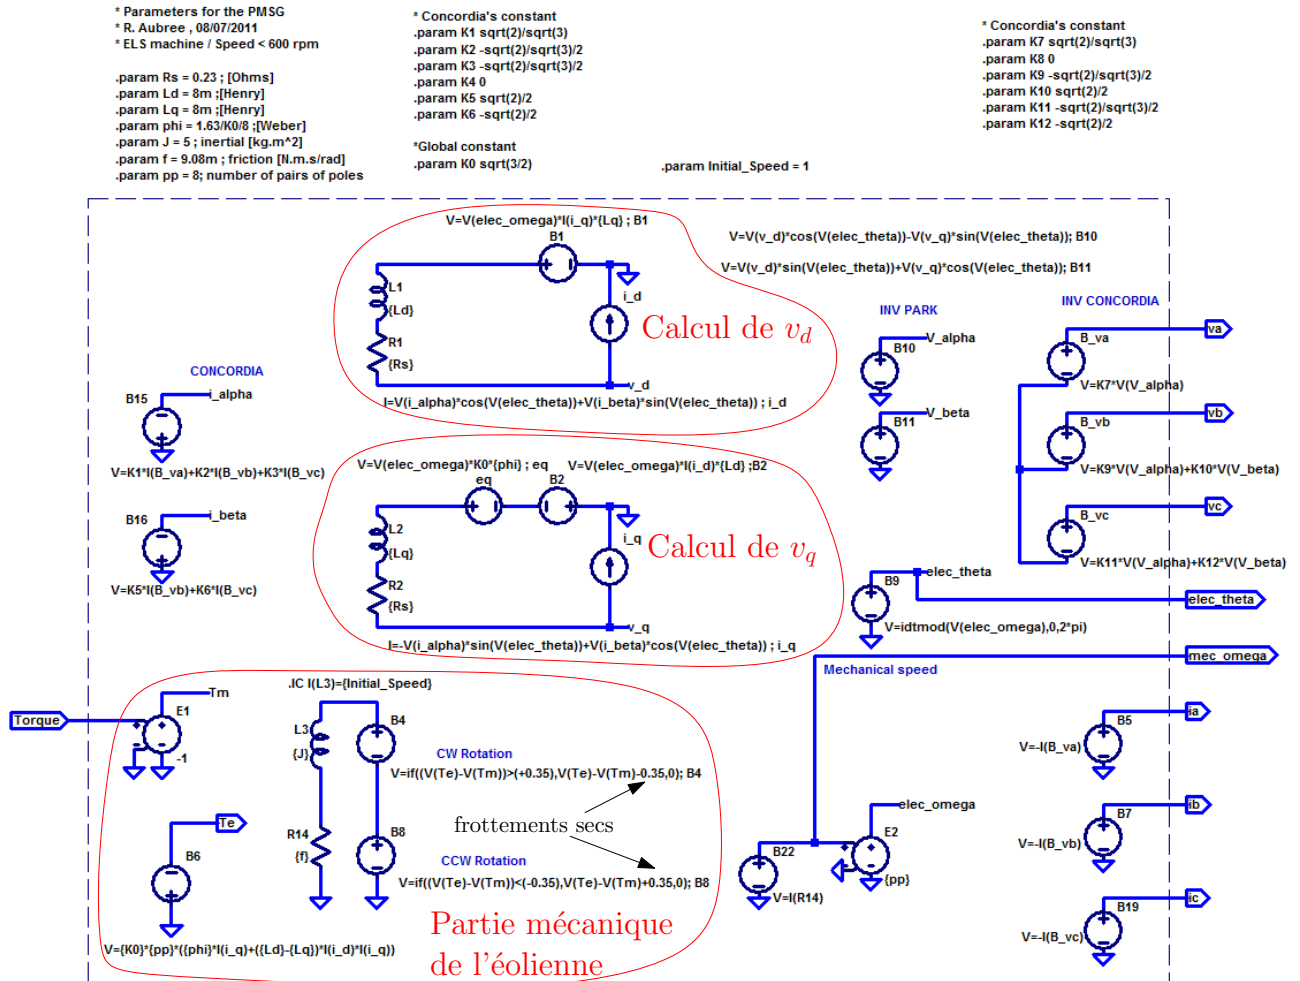 * Parameters for the PMSG
* R. Aubree , 08/07/2011
* ELS machine / Speed < 600 rpm
.param Rs = 0.23 ; [Ohms]
.param Ld = 8m ;[Henry]
.param Lq = 8m ;[Henry]
.param phi = 1.63/K0/8 ;[Weber]
.param J = 5 ; inertial [kg.m^2]
.param f = 9.08m ; friction [N.m.s/rad]
.param pp = 8; number of pairs of poles
* Concordia's constant
.param K1 sqrt(2)/sqrt(3)
.param K2 -sqrt(2)/sqrt(3)/2
.param K3 -sqrt(2)/sqrt(3)/2
.param K4 0
.param K5 sqrt(2)/2
.param K6 -sqrt(2)/2
*Global constant
.param K0 sqrt(3/2)
.param Initial_Speed = 1
* Concordia's constant
.param K7 sqrt(2)/sqrt(3)
.param K8 0
.param K9 -sqrt(2)/sqrt(3)/2
.param K10 sqrt(2)/2
.param K11 -sqrt(2)/sqrt(3)/2
.param K12 -sqrt(2)/2
V=V(elec_omega)*I(i_q)*{Lq} ; B1
B1
L1
{Ld}
R1
{Rs}
i_d
Calcul de v_d
v_d
I=V(i_alpha)*cos(V(elec_theta))+V(i_beta)*sin(V(elec_theta)) ; i_d
V=V(v_d)*cos(V(elec_theta))-V(v_q)*sin(V(elec_theta)); B10
V=V(v_d)*sin(V(elec_theta))+V(v_q)*cos(V(elec_theta)); B11
INV PARK
V_alpha
B10
V_beta
B11
INV CONCORDIA
B_va
va
V=K7*V(V_alpha)
B_vb
vb
V=K9*V(V_alpha)+K10*V(V_beta)
B_vc
vc
V=K11*V(V_alpha)+K12*V(V_beta)
CONCORDIA
B15
i_alpha
V=K1*I(B_va)+K2*I(B_vb)+K3*I(B_vc)
B16
i_beta
V=K5*I(B_vb)+K6*I(B_vc)
V=V(elec_omega)*K0*{phi} ; eq
V=V(elec_omega)*I(i_d)*{Ld} ;B2
eq
B2
L2
{Lq}
R2
{Rs}
i_q
Calcul de v_q
v_q
I=-V(i_alpha)*sin(V(elec_theta))+V(i_beta)*cos(V(elec_theta)) ; i_q
elec_theta
B9
elec_theta
V=idtmod(V(elec_omega),0,2*pi)
mec_omega
Mechanical speed
Torque
Tm
E1
-1
.IC I(L3)={Initial_Speed}
L3
{J}
B4
CW Rotation
V=if((V(Te)-V(Tm))>(+0.35),V(Te)-V(Tm)-0.35,0); B4
frottements secs
R14
{f}
B8
CCW Rotation
V=if((V(Te)-V(Tm))<(-0.35),V(Te)-V(Tm)+0.35,0); B8
Te
B6
V={K0}*{pp}*({phi}*I(i_q)+({Ld}-{Lq})*I(i_d)*I(i_q))
Partie mécanique
de l'éolienne
B22
V=I(R14)
elec_omega
E2
{pp}
ia
B5
V=-I(B_va)
ib
B7
V=-I(B_vb)
ic
B19
V=-I(B_vc)